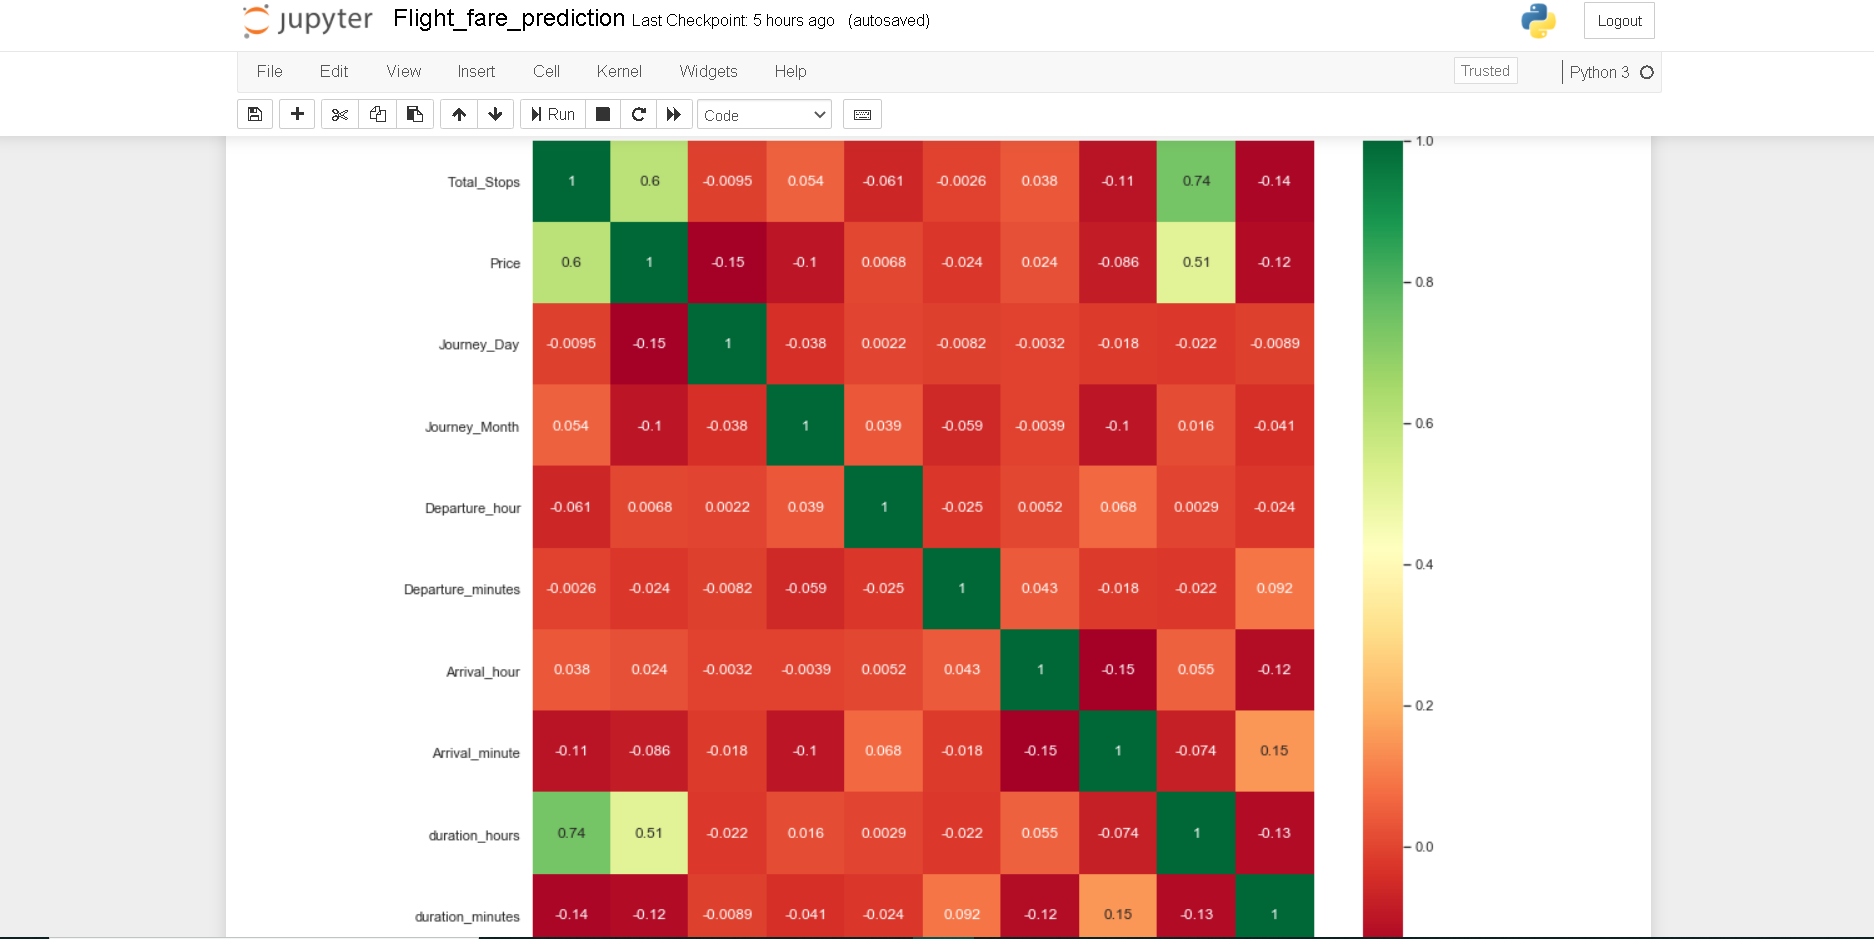 jupyter Flight_fare_prediction Last Checkpoint: 5 hours ago (autosaved) Logout
File Edit View Insert Cell Kernel Widgets Help Trusted Python 3
Run Code
1.0
Total_Stops 1 0.6 -0.0095 0.054 -0.061 -0.0026 0.038 -0.11 0.74 -0.14
Price 0.6 1 -0.15 -0.1 0.0068 -0.024 0.024 -0.086 0.51 -0.12
0.8
Journey_Day -0.0095 -0.15 1 -0.038 0.0022 -0.0082 -0.0032 -0.018 -0.022 -0.0089
Journey_Month 0.054 -0.1 -0.038 1 0.039 -0.059 -0.0039 -0.1 0.016 -0.041
0.6
Departure_hour -0.061 0.0068 0.0022 0.039 1 -0.025 0.0052 0.068 0.0029 -0.024
0.4
Departure_minutes -0.0026 -0.024 -0.0082 -0.059 -0.025 1 0.043 -0.018 -0.022 0.092
Arrival_hour 0.038 0.024 -0.0032 -0.0039 0.0052 0.043 1 -0.15 0.055 -0.12
0.2
Arrival_minute -0.11 -0.086 -0.018 -0.1 0.068 -0.018 -0.15 1 -0.074 0.15
duration_hours 0.74 0.51 -0.022 0.016 0.0029 -0.022 0.055 -0.074 1 -0.13
0.0
duration_minutes -0.14 -0.12 -0.0089 -0.041 -0.024 0.092 -0.12 0.15 -0.13 1